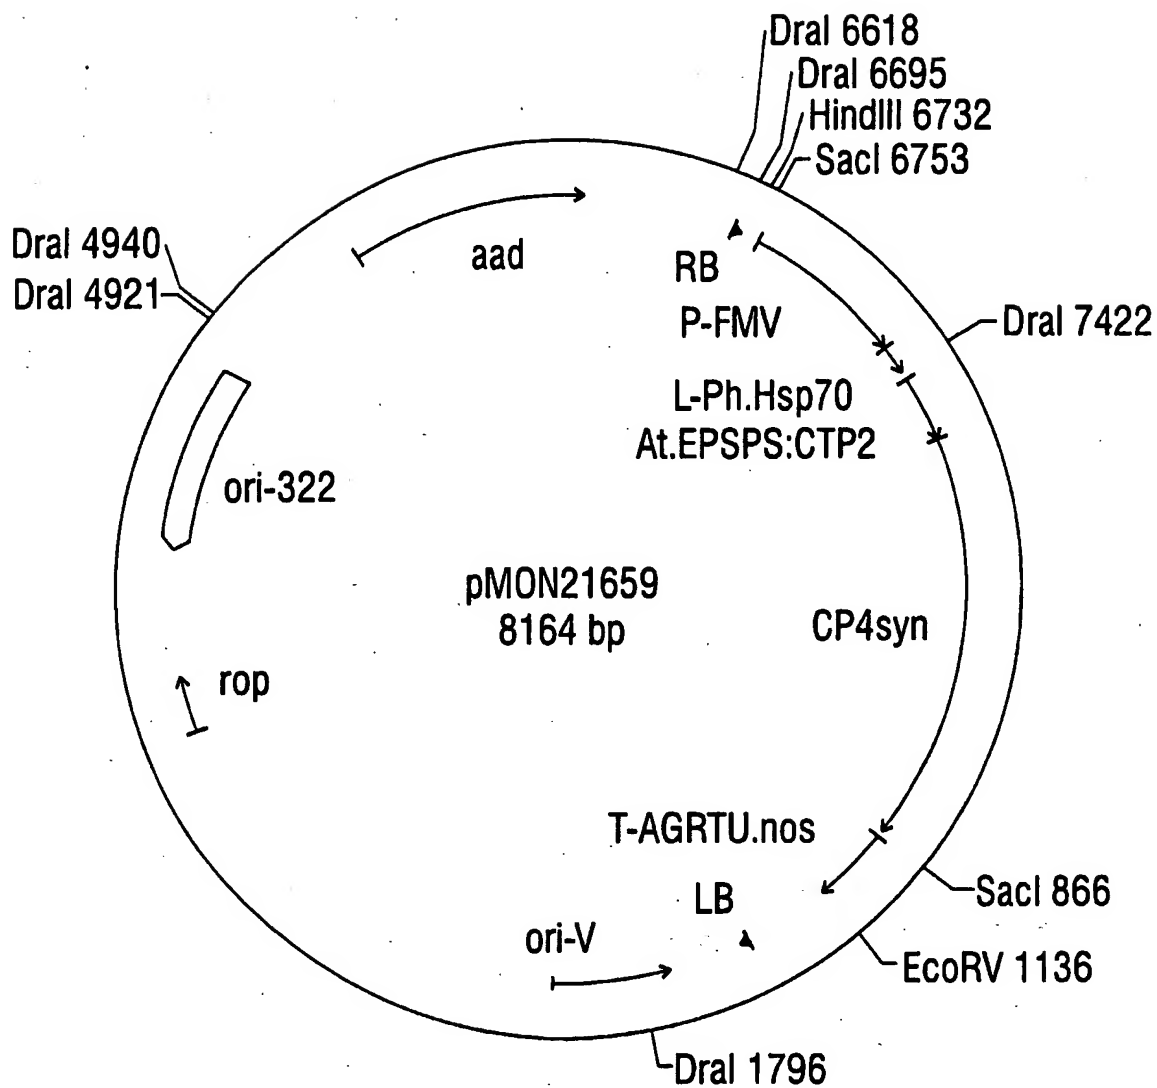 DraI 6618
DraI 6695
HindIII 6732
SacI 6753
DraI 4940
DraI 4921
aad
RB
P-FMV
DraI 7422
L-Ph.Hsp70
At.EPSPS:CTP2
ori-322
pMON21659
8164 bp
CP4syn
rop
T-AGRTU.nos
LB
SacI 866
ori-V
EcoRV 1136
DraI 1796